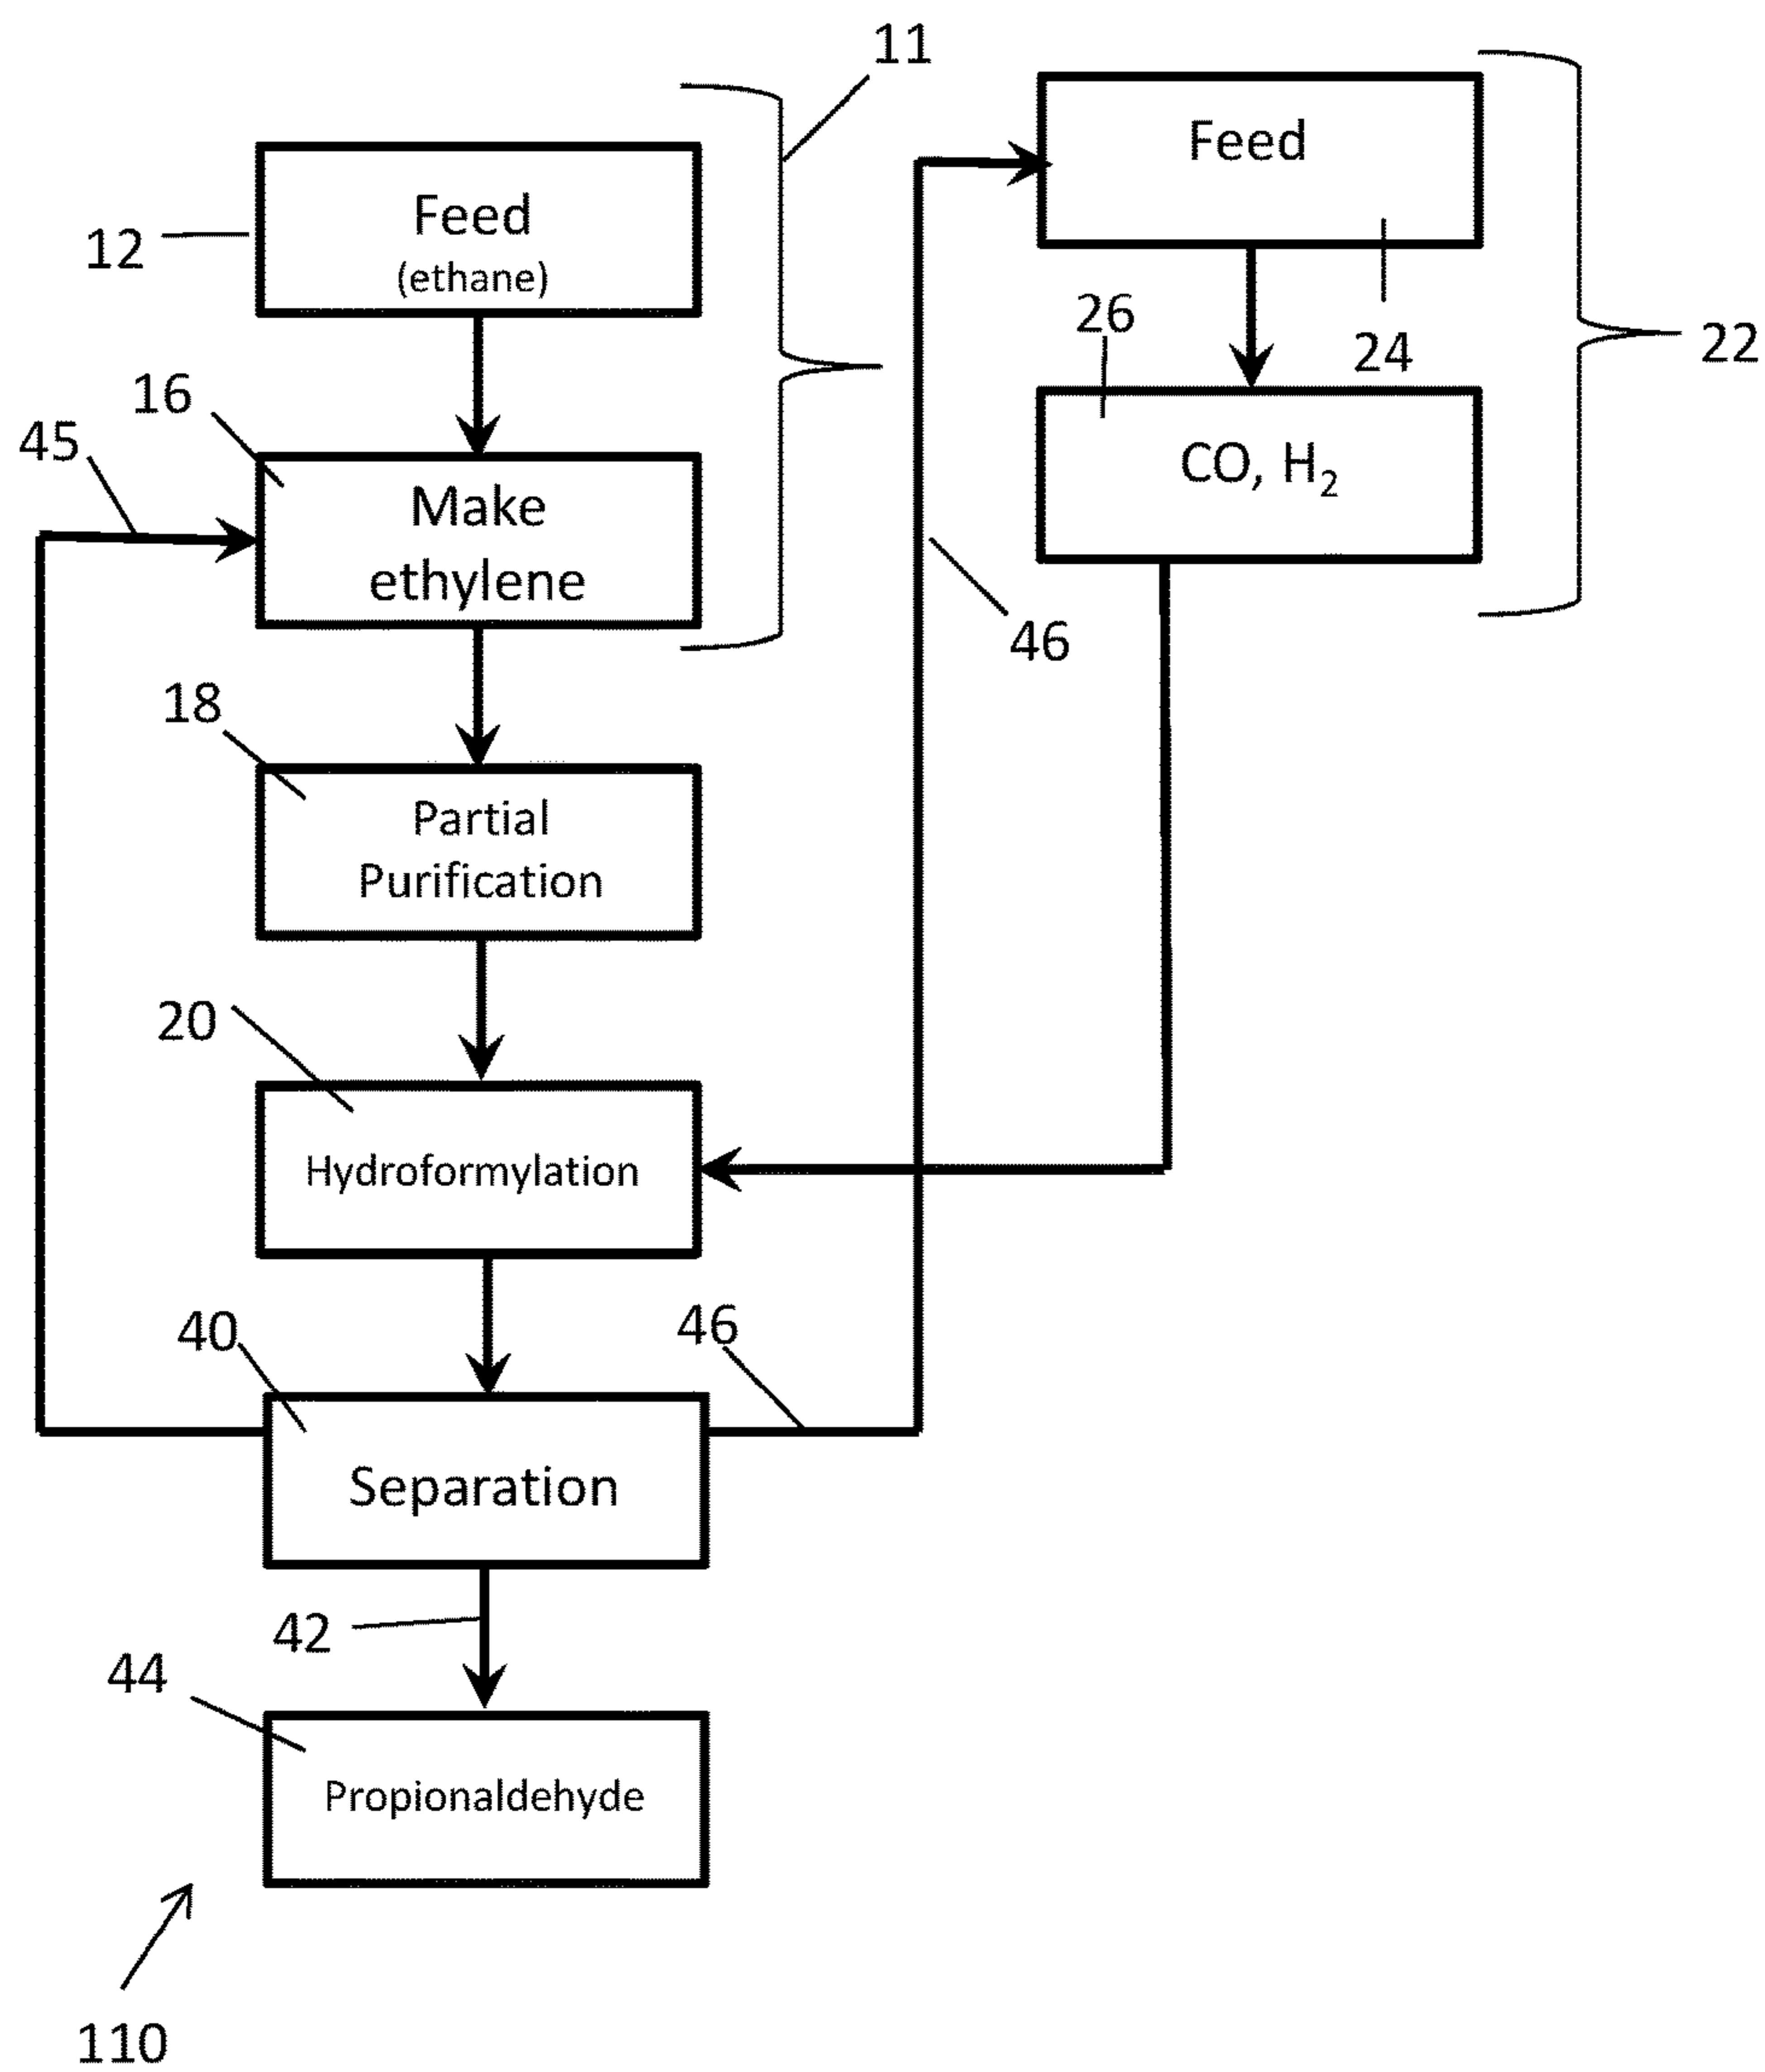 11
Feed
Feed
(ethane)
12
26
24
22
16
45
CO, H₂
Make
ethylene
46
18
Partial
Purification
20
Hydroformylation
40
46
Separation
42
44
Propionaldehyde
110